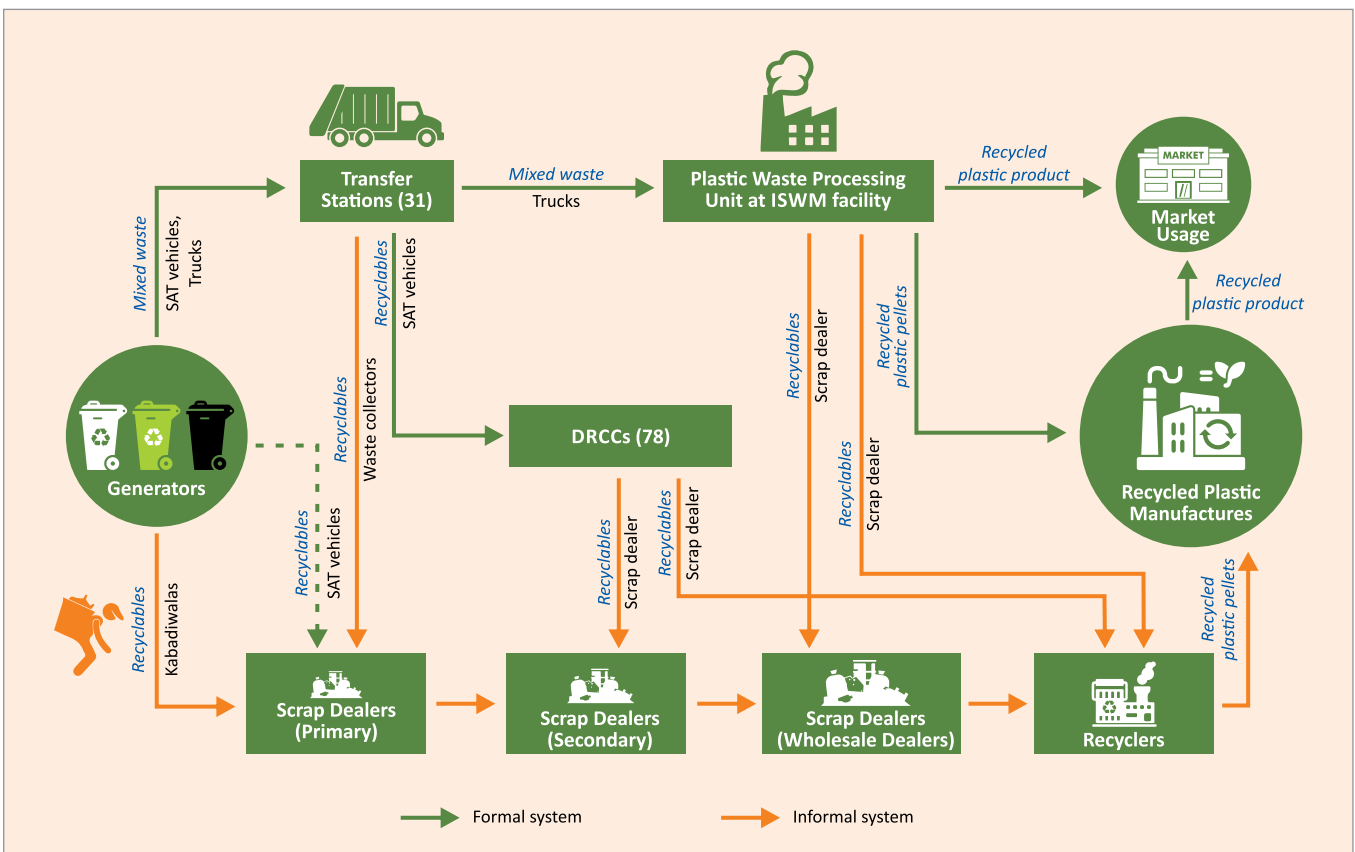 Transfer
Stations (31)
Mixed waste
Trucks
Plastic Waste Processing
Unit at ISWM facility
Recycled
plastic product
MARKET
Market
Usage
Mixed waste
SAT vehicles,
Trucks
Recyclables
Waste collectors
Recyclables
SAT vehicles
Recyclables
Scrap dealer
Recyclables
Scrap dealer
Recycled
plastic pellets
Recycled
plastic product
Generators
DRCCs (78)
Recycled Plastic
Manufactures
Recyclables
Kabadiwalas
Recyclables
SAT vehicles
Recyclables
Scrap dealer
Recyclables
Scrap dealer
Recycled
plastic pellets
Scrap Dealers
(Primary)
Scrap Dealers
(Secondary)
Scrap Dealers
(Wholesale Dealers)
Recyclers
Formal system
Informal system